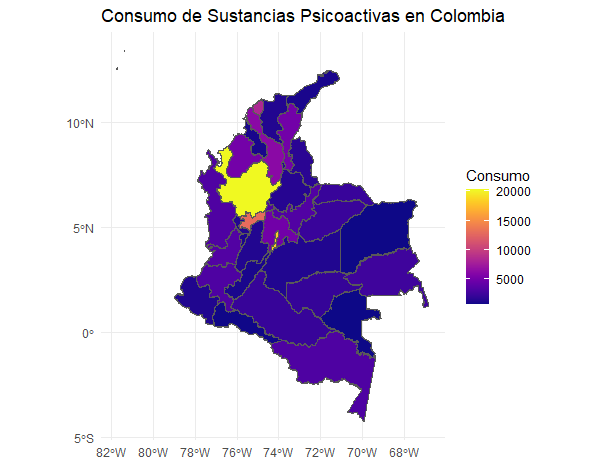 Consumo de Sustancias Psicoactivas en Colombia
10°N
5°N
0°
5°S
82°W 80°W 78°W 76°W 74°W 72°W 70°W 68°W
Consumo
20000
15000
10000
5000